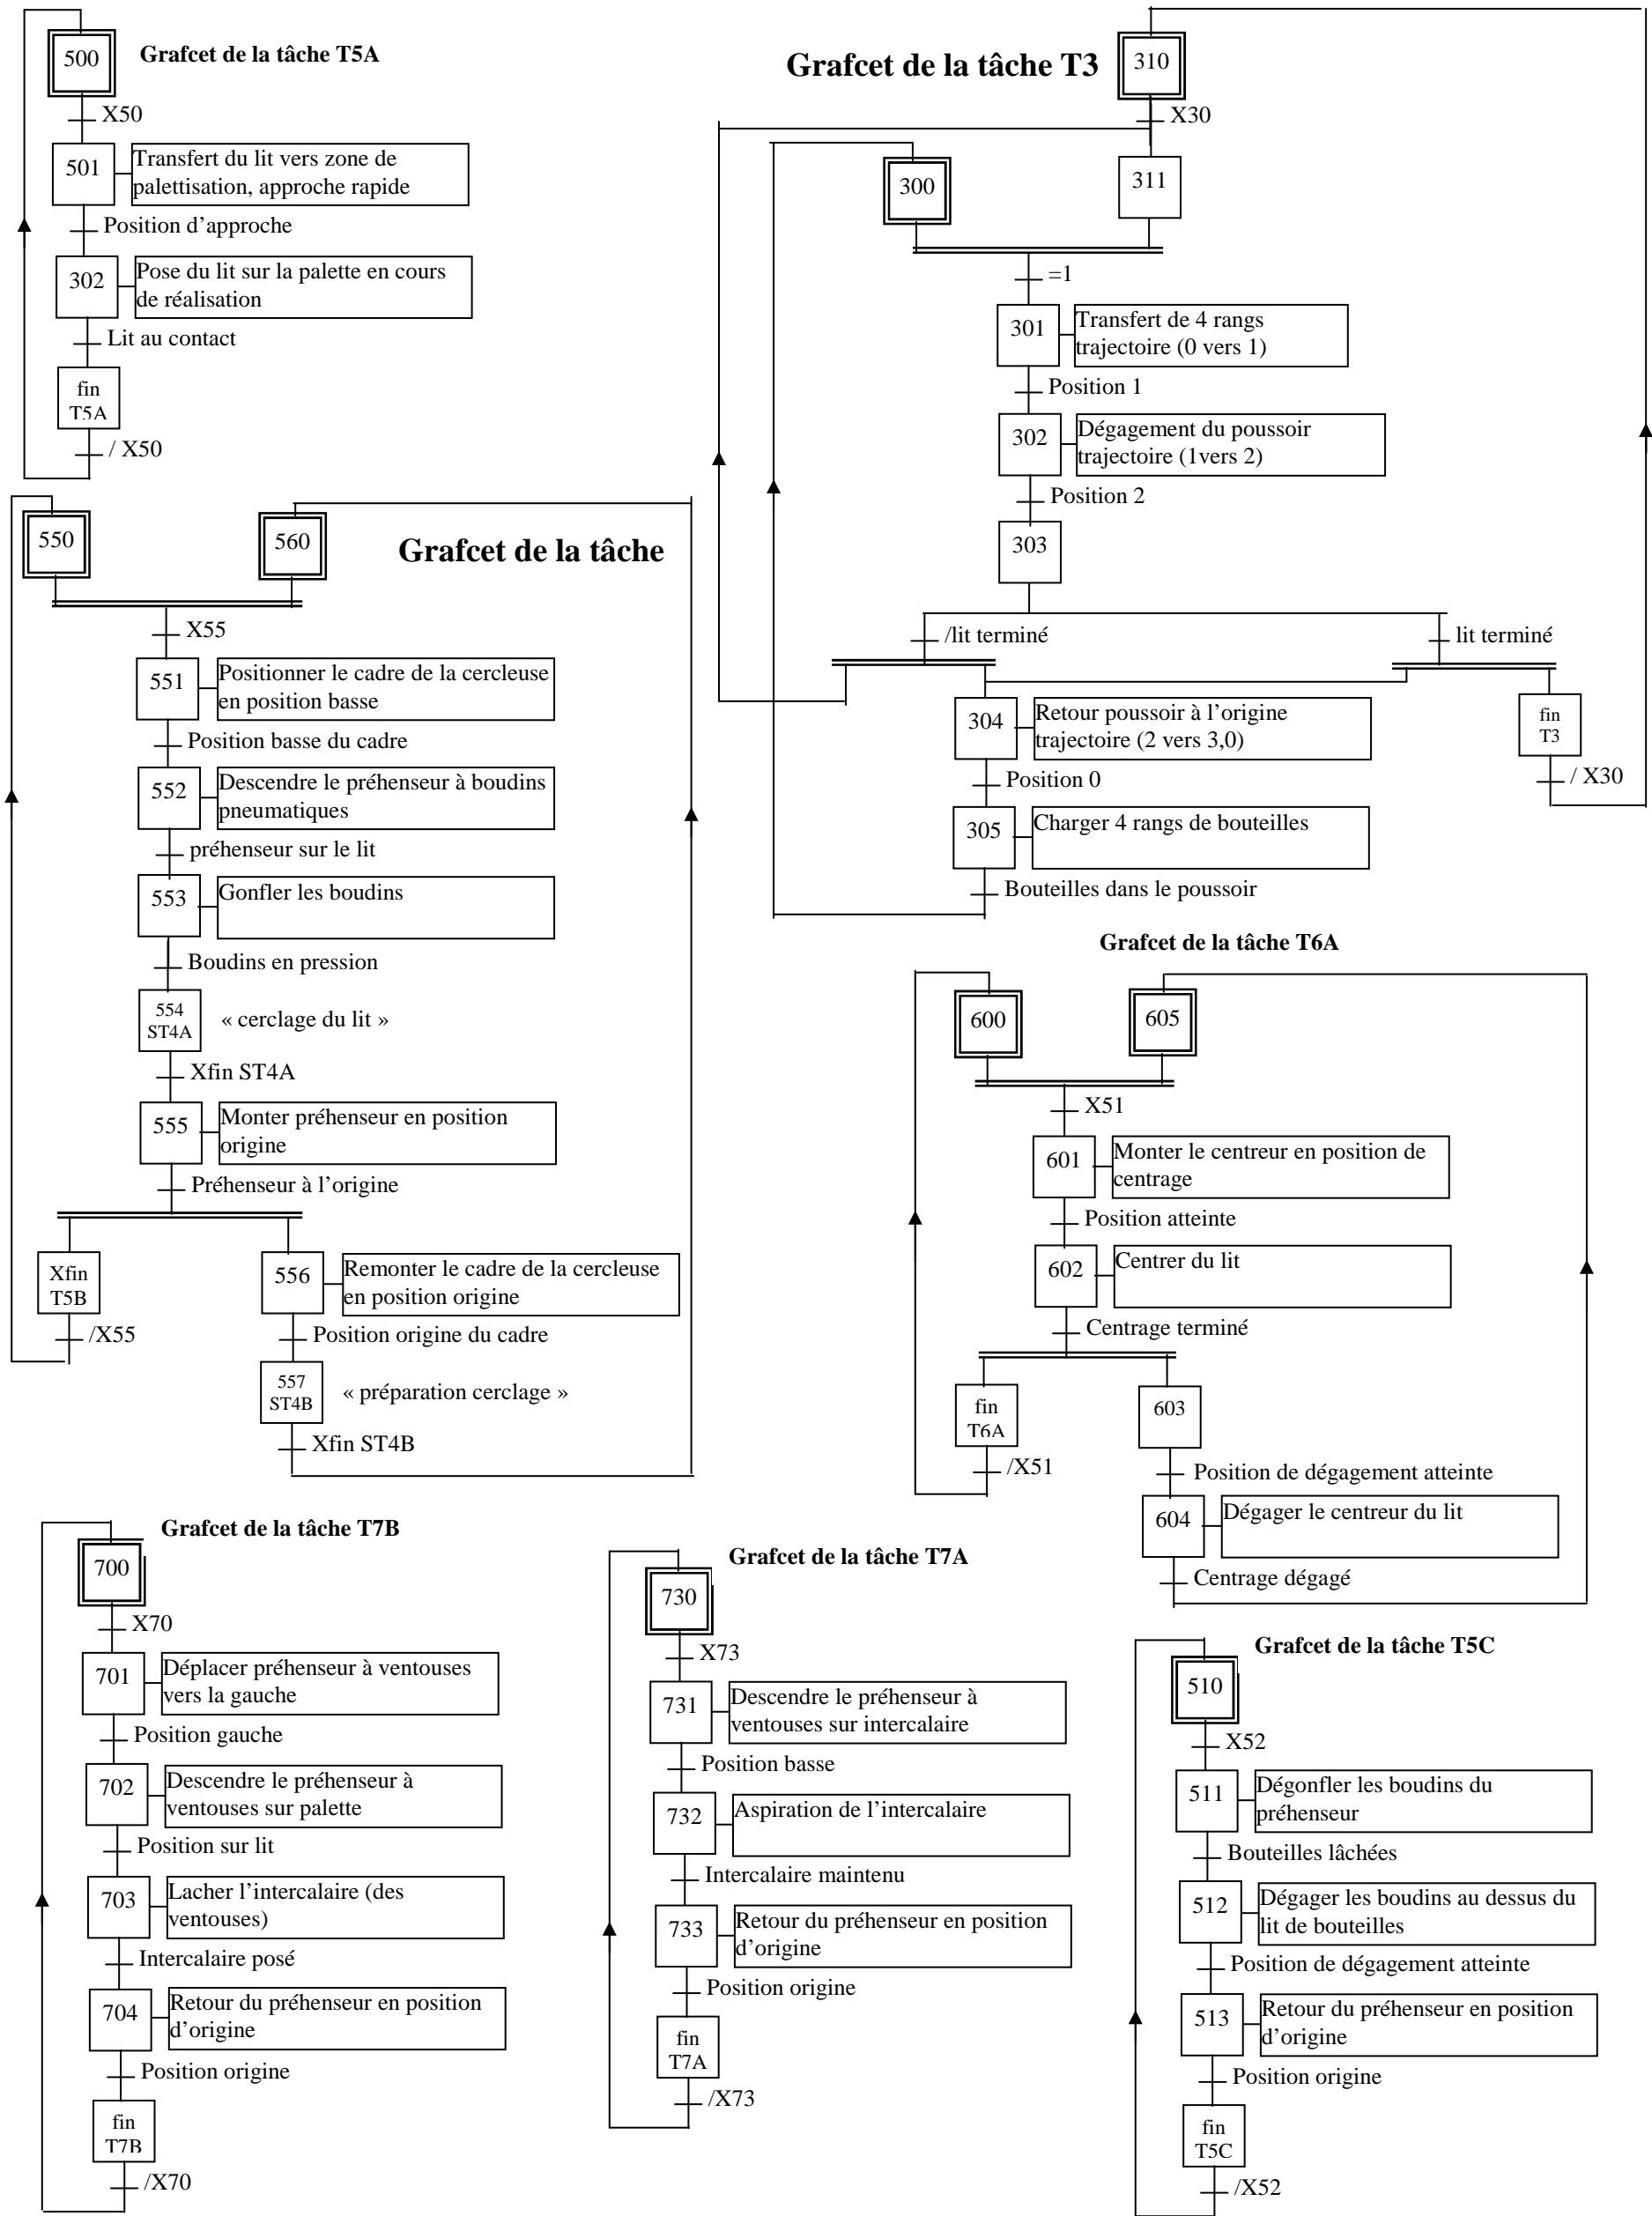 Grafcet de la tâche T5A
500
X50
501
Transfert du lit vers zone de
palettisation, approche rapide
Position d'approche
302
Pose du lit sur la palette en cours
de réalisation
Lit au contact
fin
T5A
/ X50
Grafcet de la tâche T3
310
X30
300
311
=1
301
Transfert de 4 rangs
trajectoire (0 vers 1)
Position 1
302
Dégagement du poussoir
trajectoire (1vers 2)
Position 2
303
/lit terminé
lit terminé
304
Retour poussoir à l'origine
trajectoire (2 vers 3,0)
fin
T3
Position 0
/ X30
305
Charger 4 rangs de bouteilles
Bouteilles dans le poussoir
550
560
Grafcet de la tâche
X55
551
Positionner le cadre de la cercleuse
en position basse
Position basse du cadre
552
Descendre le préhenseur à boudins
pneumatiques
préhenseur sur le lit
553
Gonfler les boudins
Boudins en pression
554
ST4A
« cerclage du lit »
Xfin ST4A
555
Monter préhenseur en position
origine
Préhenseur à l'origine
Xfin
T5B
/X55
556
Remonter le cadre de la cercleuse
en position origine
Position origine du cadre
557
ST4B
« préparation cerclage »
Xfin ST4B
Grafcet de la tâche T6A
600
605
X51
601
Monter le centreur en position de
centrage
Position atteinte
602
Centrer du lit
Centrage terminé
fin
T6A
/X51
603
Position de dégagement atteinte
604
Dégager le centreur du lit
Centrage dégagé
Grafcet de la tâche T7B
700
X70
701
Déplacer préhenseur à ventouses
vers la gauche
Position gauche
702
Descendre le préhenseur à
ventouses sur palette
Position sur lit
703
Lacher l'intercalaire (des
ventouses)
Intercalaire posé
704
Retour du préhenseur en position
d'origine
Position origine
fin
T7B
/X70
Grafcet de la tâche T7A
730
X73
731
Descendre le préhenseur à
ventouses sur intercalaire
Position basse
732
Aspiration de l'intercalaire
Intercalaire maintenu
733
Retour du préhenseur en position
d'origine
Position origine
fin
T7A
/X73
Grafcet de la tâche T5C
510
X52
511
Dégonfler les boudins du
préhenseur
Bouteilles lâchées
512
Dégager les boudins au dessus du
lit de bouteilles
Position de dégagement atteinte
513
Retour du préhenseur en position
d'origine
Position origine
fin
T5C
/X52